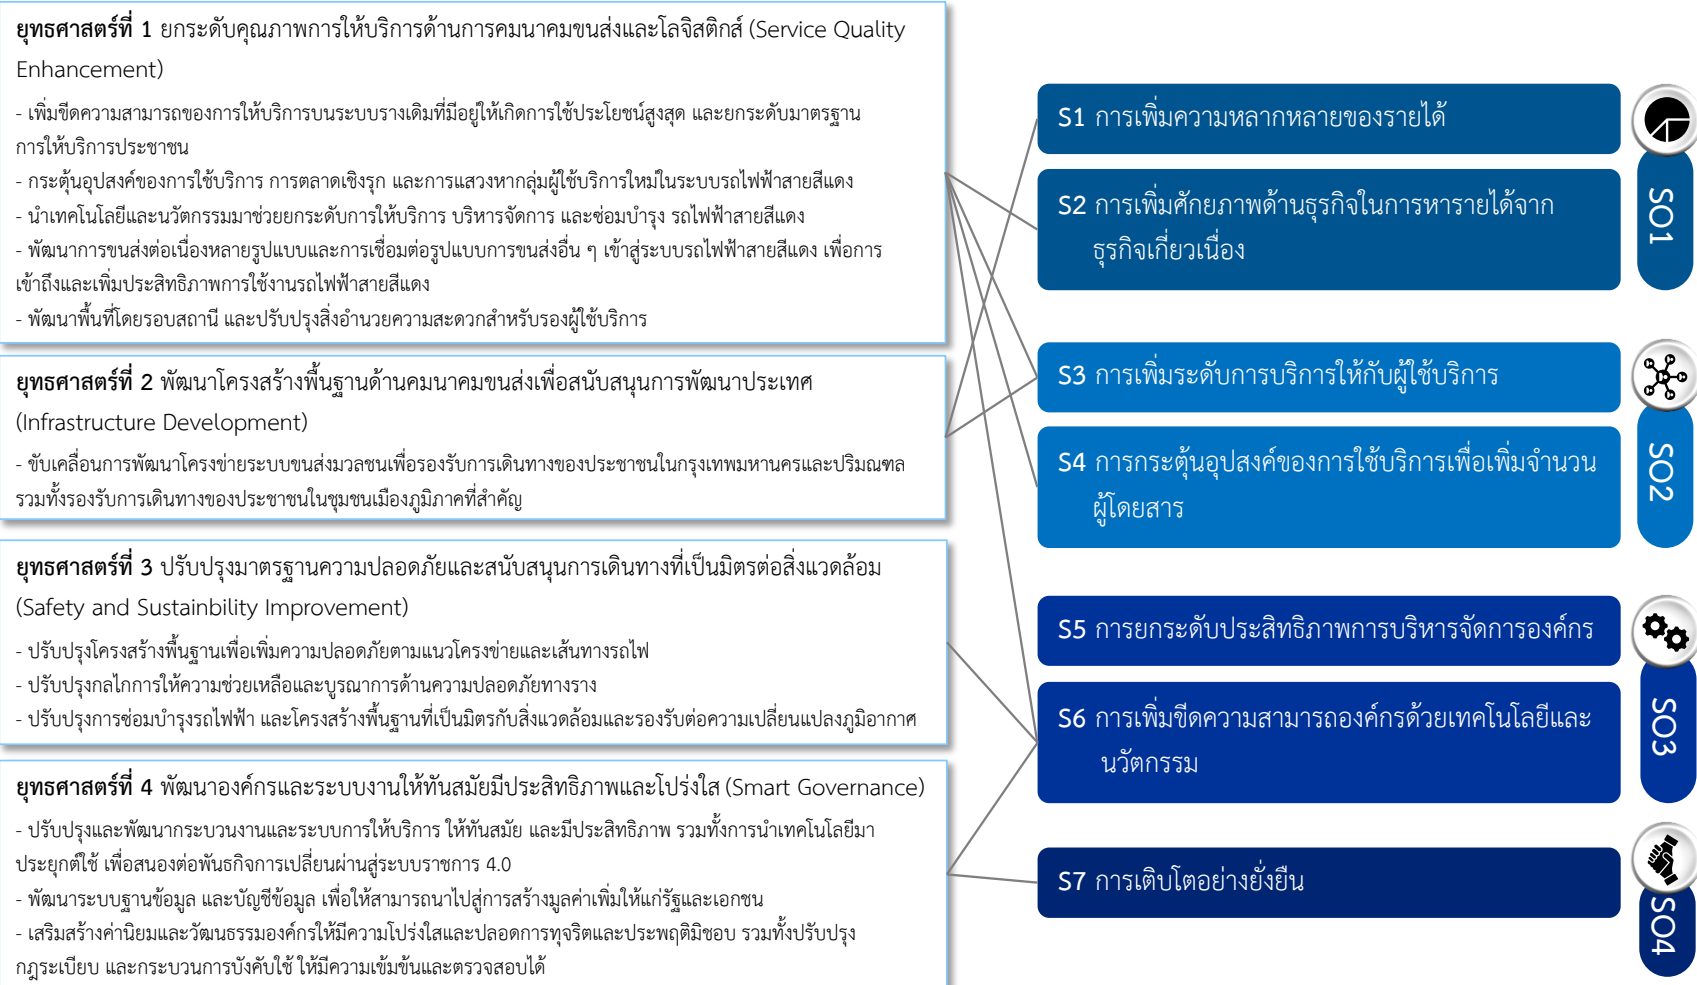 ยุทธศาสตร์ที่ 1 ยกระดับคุณภาพการให้บริการด้านการคมนาคมขนส่งและโลจิสติกส์ (Service Quality
Enhancement)
- เพิ่มขีดความสามารถของการให้บริการบนระบบรางเดิมที่มีอยู่ให้เกิดการใช้ประโยชน์สูงสุด และยกระดับมาตรฐาน
การให้บริการประชาชน
- กระตุ้นอุปสงค์ของการใช้บริการ การตลาดเชิงรุก และการแสวงหากลุ่มผู้ใช้บริการใหม่ในระบบรถไฟฟ้าสายสีแดง
- นำเทคโนโลยีและนวัตกรรมมาช่วยยกระดับการให้บริการ บริหารจัดการ และซ่อมบำรุง รถไฟฟ้าสายสีแดง
- พัฒนาการขนส่งต่อเนื่องหลายรูปแบบและการเชื่อมต่อรูปแบบการขนส่งอื่น ๆ เข้าสู่ระบบรถไฟฟ้าสายสีแดง เพื่อการ
เข้าถึงและเพิ่มประสิทธิภาพการใช้งานรถไฟฟ้าสายสีแดง
- พัฒนาพื้นที่โดยรอบสถานี และปรับปรุงสิ่งอำนวยความสะดวกสำหรับรองผู้ใช้บริการ
ยุทธศาสตร์ที่ 2 พัฒนาโครงสร้างพื้นฐานด้านคมนาคมขนส่งเพื่อสนับสนุนการพัฒนาประเทศ
(Infrastructure Development)
- ขับเคลื่อนการพัฒนาโครงข่ายระบบขนส่งมวลชนเพื่อรองรับการเดินทางของประชาชนในกรุงเทพมหานครและปริมณฑล
รวมทั้งรองรับการเดินทางของประชาชนในชุมชนเมืองภูมิภาคที่สำคัญ
ยุทธศาสตร์ที่ 3 ปรับปรุงมาตรฐานความปลอดภัยและสนับสนุนการเดินทางที่เป็นมิตรต่อสิ่งแวดล้อม
(Safety and Sustainbility Improvement)
- ปรับปรุงโครงสร้างพื้นฐานเพื่อเพิ่มความปลอดภัยตามแนวโครงข่ายและเส้นทางรถไฟ
- ปรับปรุงกลไกการให้ความช่วยเหลือและบูรณาการด้านความปลอดภัยทางราง
- ปรับปรุงการซ่อมบำรุงรถไฟฟ้า และโครงสร้างพื้นฐานที่เป็นมิตรกับสิ่งแวดล้อมและรองรับต่อความเปลี่ยนแปลงภูมิอากาศ
ยุทธศาสตร์ที่ 4 พัฒนาองค์กรและระบบงานให้ทันสมัยมีประสิทธิภาพและโปร่งใส (Smart Governance)
- ปรับปรุงและพัฒนากระบวนงานและระบบการให้บริการ ให้ทันสมัย และมีประสิทธิภาพ รวมทั้งการนำเทคโนโลยีมา
ประยุกต์ใช้ เพื่อสนองต่อพันธกิจการเปลี่ยนผ่านสู่ระบบราชการ 4.0
- พัฒนาระบบฐานข้อมูล และบัญชีข้อมูล เพื่อให้สามารถนาไปสู่การสร้างมูลค่าเพิ่มให้แก่รัฐและเอกชน
- เสริมสร้างค่านิยมและวัฒนธรรมองค์กรให้มีความโปร่งใสและปลอดการทุจริตและประพฤติมิชอบ รวมทั้งปรับปรุง
กฎระเบียบ และกระบวนการบังคับใช้ ให้มีความเข้มข้นและตรวจสอบได้
S1 การเพิ่มความหลากหลายของรายได้
S2 การเพิ่มศักยภาพด้านธุรกิจในการหารายได้จาก
ธุรกิจเกี่ยวเนื่อง
SO1
S3 การเพิ่มระดับการบริการให้กับผู้ใช้บริการ
S4 การกระตุ้นอุปสงค์ของการใช้บริการเพื่อเพิ่มจำนวน
ผู้โดยสาร
SO2
S5 การยกระดับประสิทธิภาพการบริหารจัดการองค์กร
S6 การเพิ่มขีดความสามารถองค์กรด้วยเทคโนโลยีและ
นวัตกรรม
SO3
S7 การเติบโตอย่างยั่งยืน
SO4